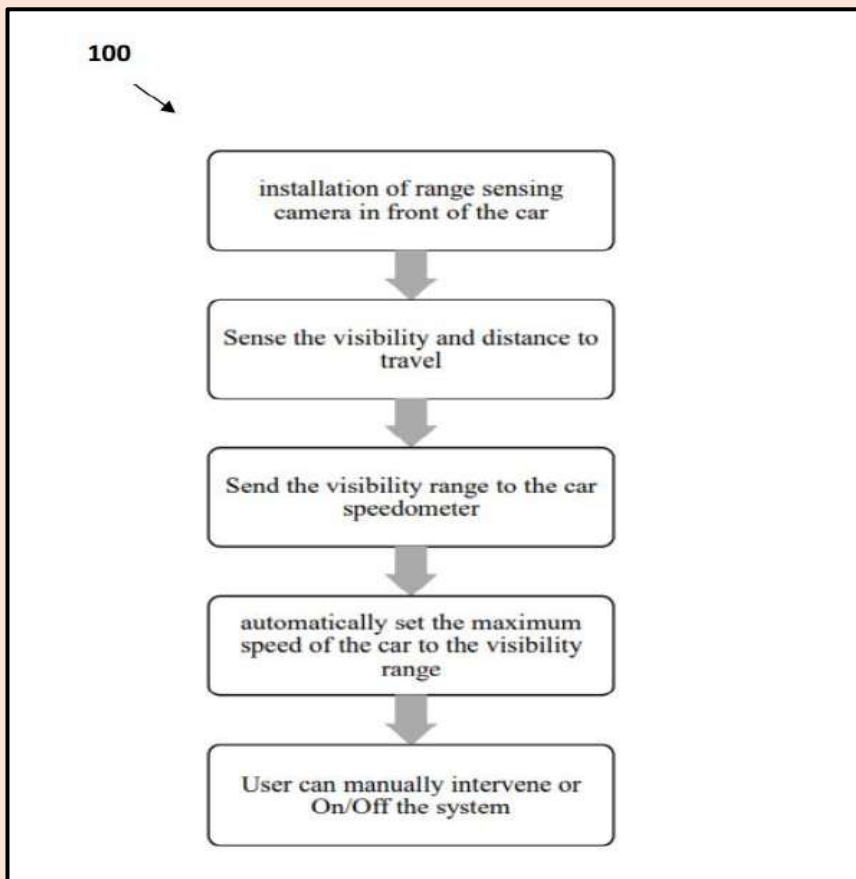 100
installation of range sensing
camera in front of the car
Sense the visibility and distance to
travel
Send the visibility range to the car
speedometer
automatically set the maximum
speed of the car to the visibility
range
User can manually intervene or
On/Off the system